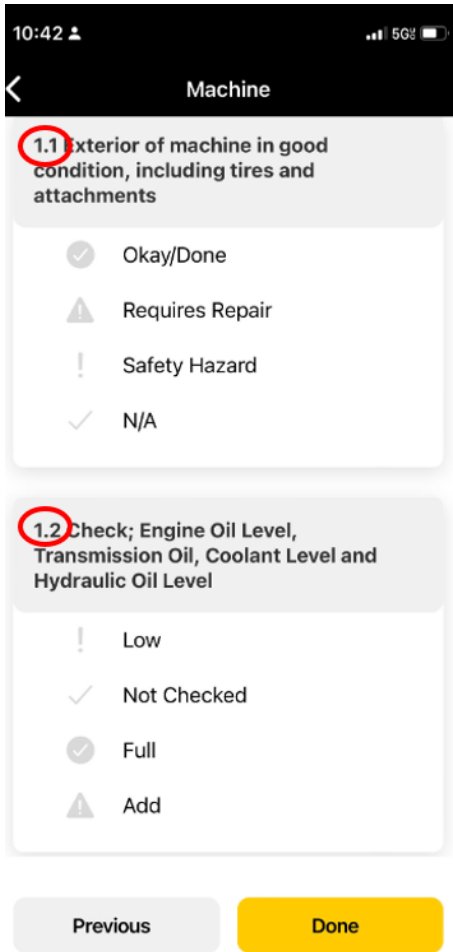 10:42
5G
Machine
1.1 Exterior of machine in good
condition, including tires and
attachments
Okay/Done
Requires Repair
Safety Hazard
N/A
1.2 Check; Engine Oil Level,
Transmission Oil, Coolant Level and
Hydraulic Oil Level
Low
Not Checked
Full
Add
Previous
Done